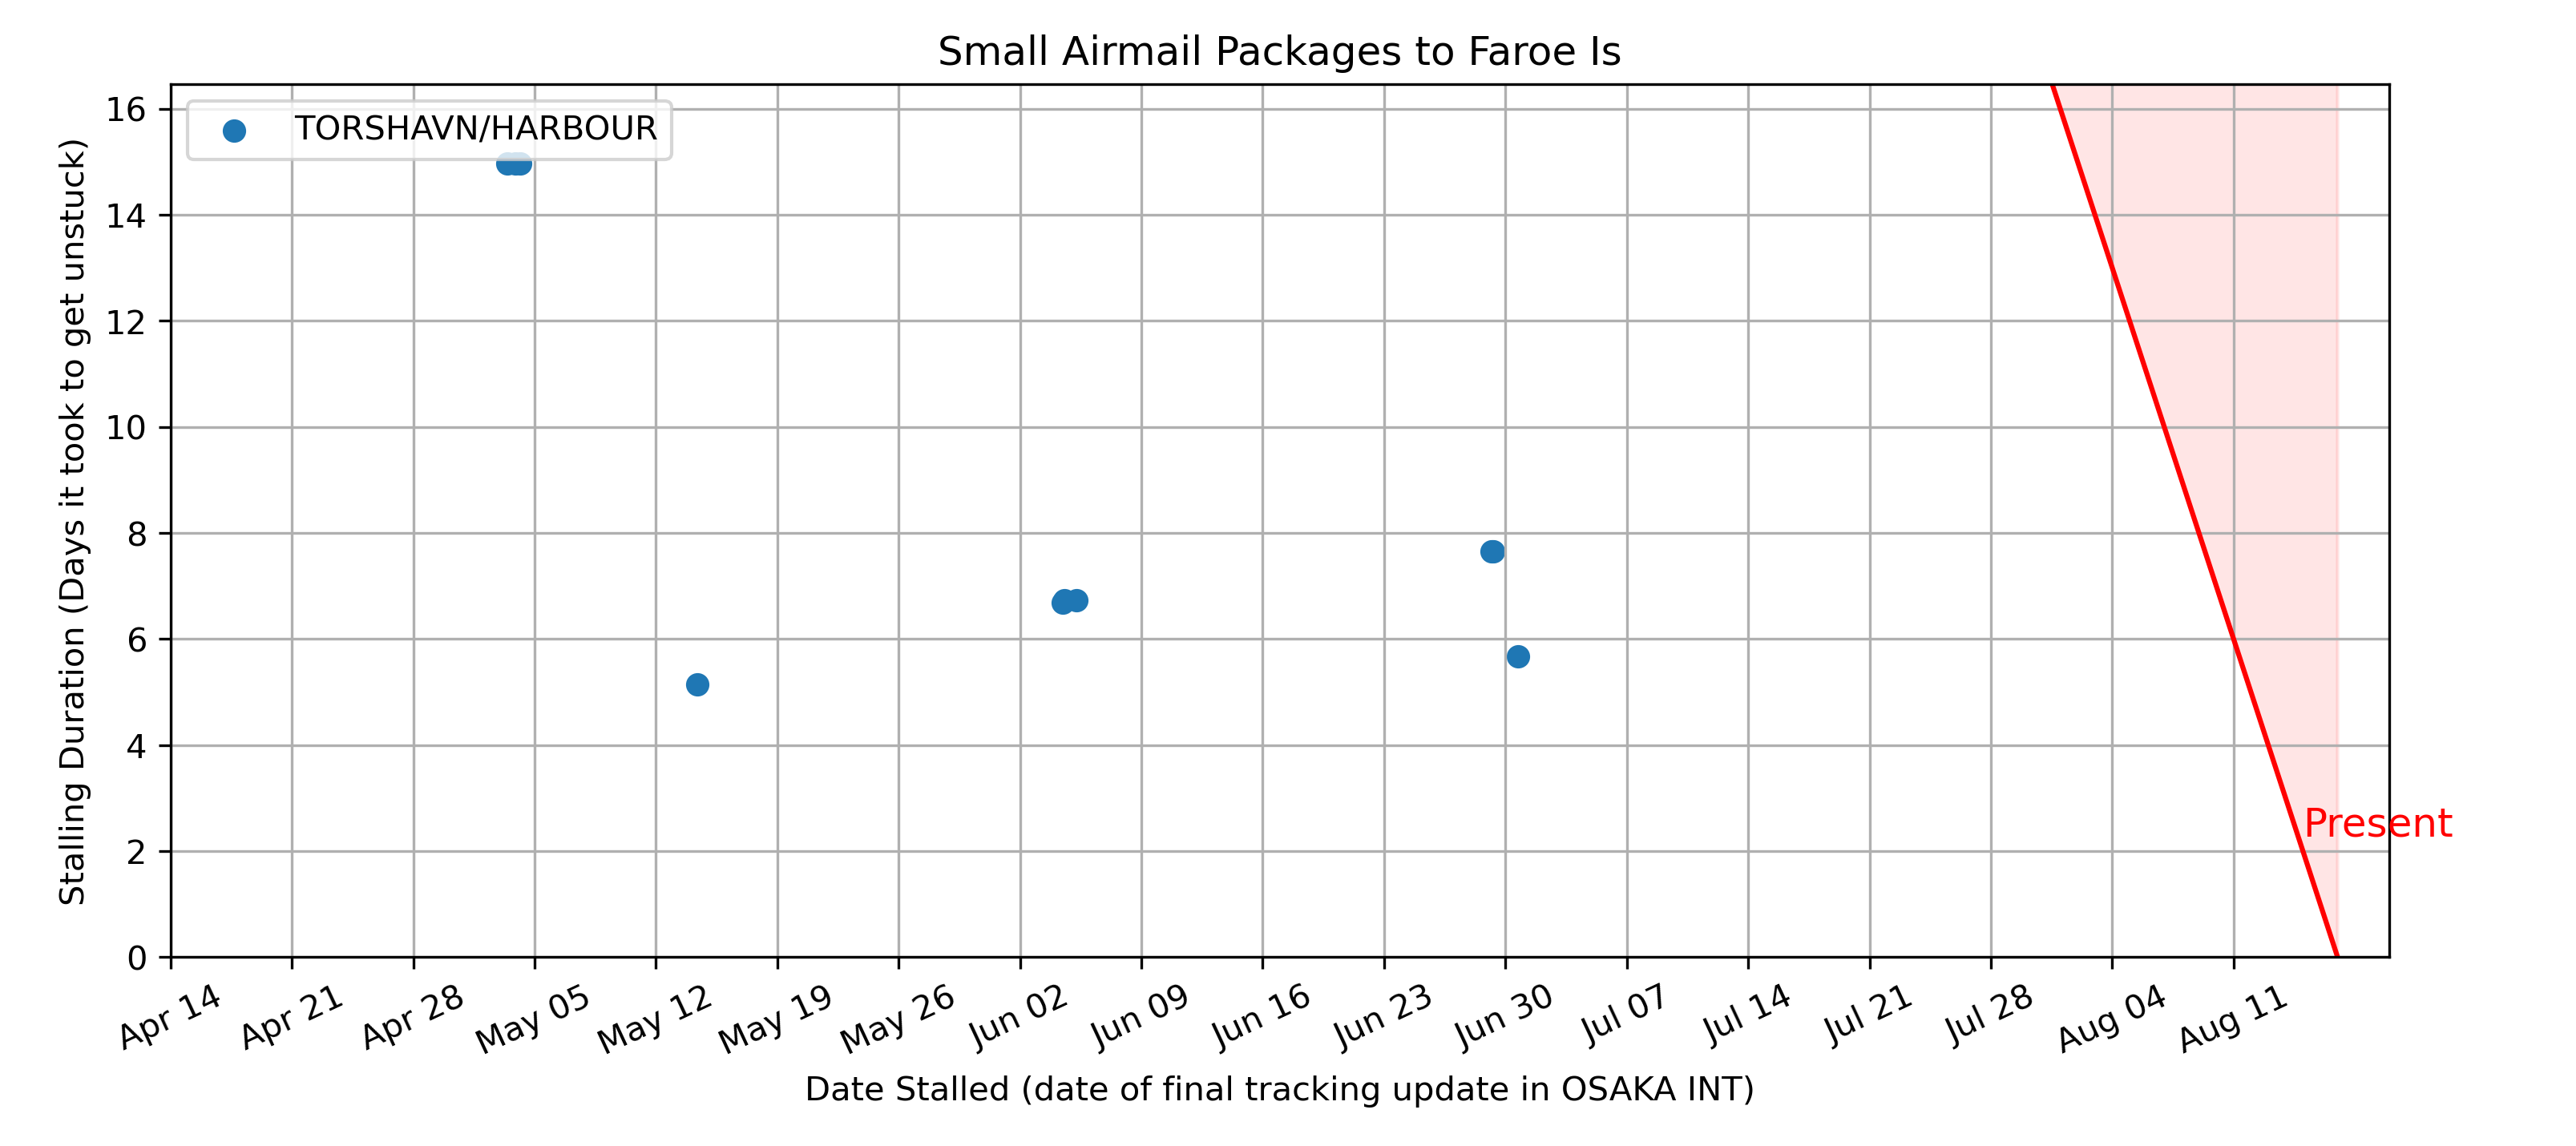 Small Airmail Packages to Faroe Is
TORSHAVN/HARBOUR
Stalling Duration (Days it took to get unstuck)
16
14
12
10
8
6
4
2
0
Present
Apr 14
Apr 21
Apr 28
May 05
May 12
May 19
May 26
Jun 02
Jun 09
Jun 16
Jun 23
Jun 30
Jul 07
Jul 14
Jul 21
Jul 28
Aug 04
Aug 11
Date Stalled (date of final tracking update in OSAKA INT)